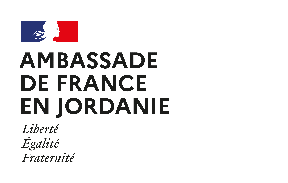 AMBASSADE
DE FRANCE
EN JORDANIE
Liberté
Égalité
Fraternité